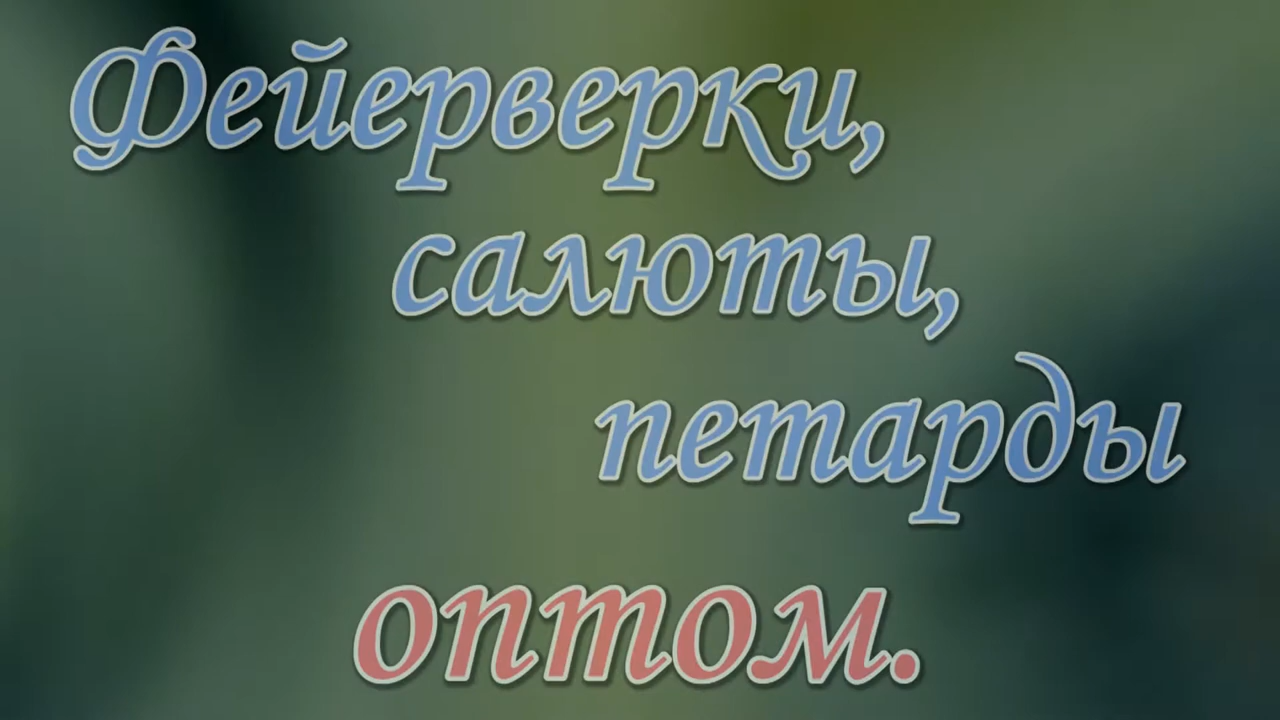 Фейерверки,
салюты,
петарды
оптом.